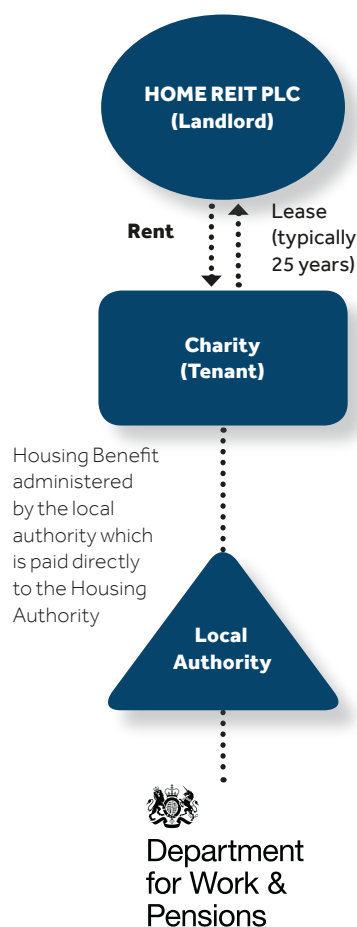 HOME REIT PLC
(Landlord)
Rent
Lease
(typically
25 years)
Charity
(Tenant)
Housing Benefit
administered
by the local
authority which
is paid directly
to the Housing
Authority
Local
Authority
Department
for Work &
Pensions